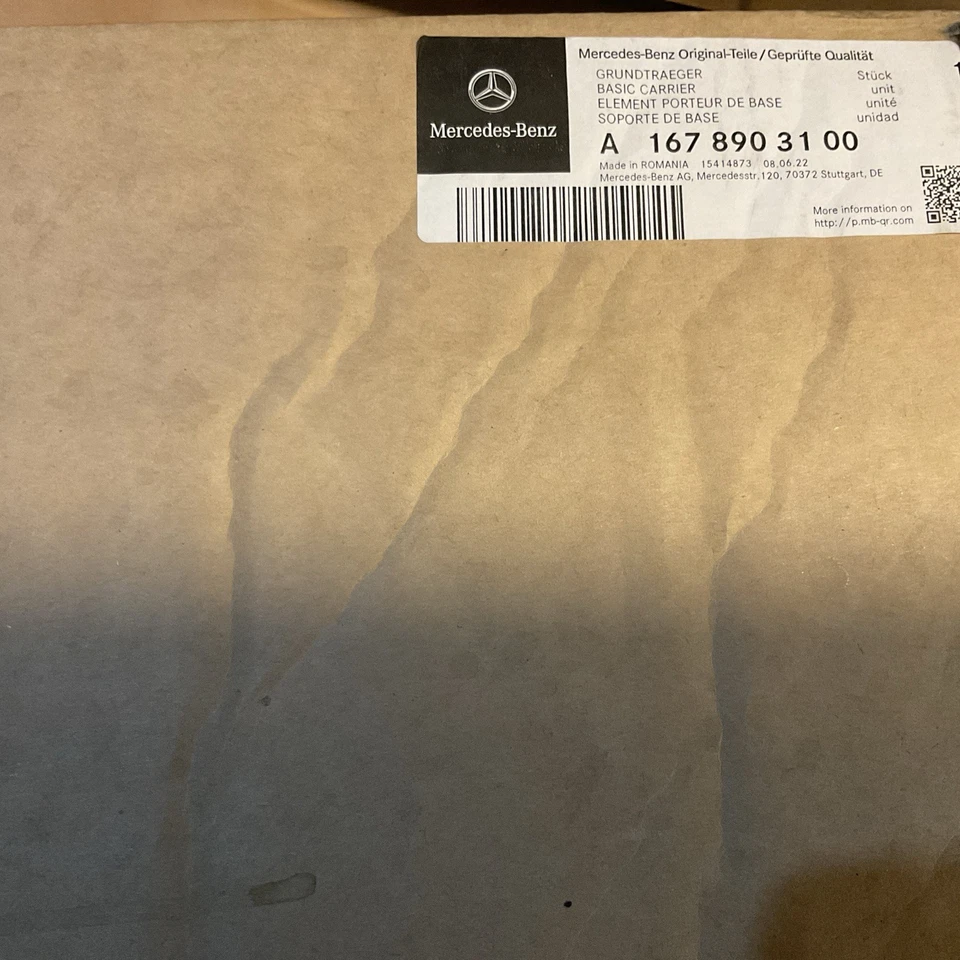 Mercedes-Benz
Mercedes-Benz Original-Teile/Geprüfte Qualität
GRUNDTRAEGER Stück
BASIC CARRIER unit
ELEMENT PORTEUR DE BASE unité
SOPORTE DE BASE unidad
A 167 890 31 00
Made in ROMANIA 15414873 08.06.22
Mercedes-Benz AG, Mercedesstr.120, 70372 Stuttgart, DE
More information on
http://p.mb-qr.com